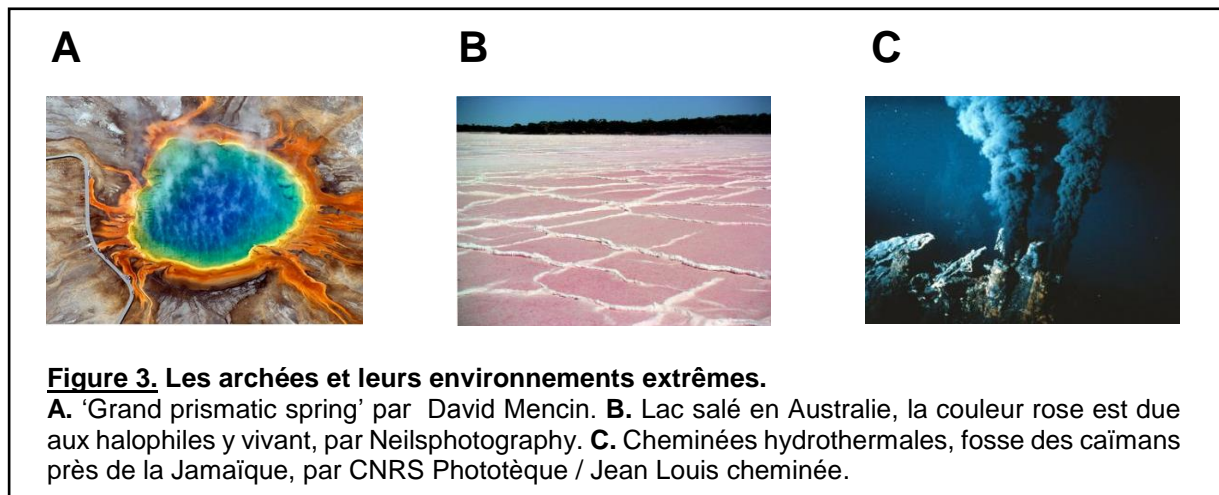 A B C
Figure 3. Les archées et leurs environnements extrêmes.
A. ‘Grand prismatic spring’ par David Mencin. B. Lac salé en Australie, la couleur rose est due
aux halophiles y vivant, par Neilsphotography. C. Cheminées hydrothermales, fosse des caïmans
près de la Jamaïque, par CNRS Phototèque / Jean Louis cheminée.